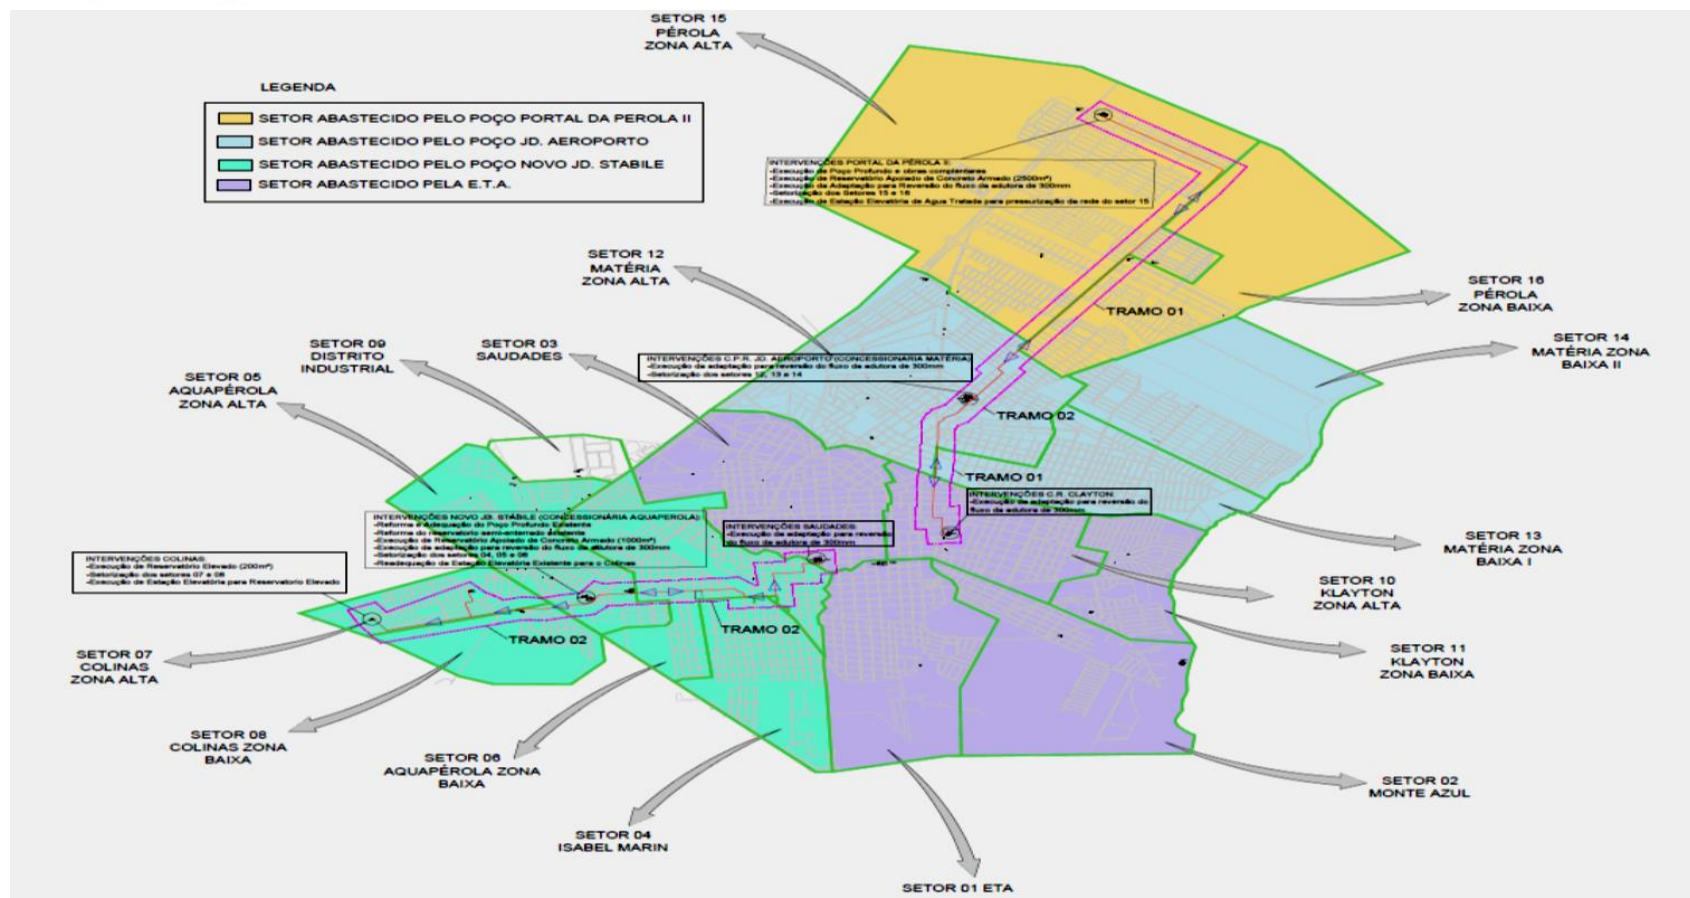 SETOR 15
PÉROLA
ZONA ALTA
LEGENDA
SETOR ABASTECIDO PELO POÇO PORTAL DA PEROLA II
SETOR ABASTECIDO PELO POÇO JD. AEROPORTO
SETOR ABASTECIDO PELO POÇO NOVO JD. STABILE
SETOR ABASTECIDO PELA E.T.A.
INTERVENÇÕES PORTAL DA PÉROLA II:
-Execução de Poço Profundo e obras complentares
-Execução de Reservatório Apoiado de Concreto Armado (2500m³)
-Execução da Adaptação para Reversão do fluxo da adutora de 300mm
-Setorização dos Setores 15 e 16
-Execução de Estação Elevatória de Agua Tratada para pressurização da rede do setor 15
SETOR 12
MATÉRIA
ZONA ALTA
SETOR 16
PÉROLA
ZONA BAIXA
TRAMO 01
SETOR 14
MATÉRIA ZONA
BAIXA II
SETOR 09
DISTRITO
INDUSTRIAL
SETOR 03
SAUDADES
INTERVENÇÕES C.P.R. JD. AEROPORTO (CONCESSIONARIA MATÉRIA)
-Execução de adaptação para reversão do fluxo da adutora de 300mm
-Setorização dos setores 12, 13 e 14
SETOR 05
AQUAPÉROLA
ZONA ALTA
TRAMO 02
TRAMO 01
INTERVENÇÕES C.R. CLAYTON:
-Execução de adaptação para reversão do
fluxo da adutora de 300mm
INTERVENÇÕES NOVO JD. STÁBILE (CONCESSIONÁRIA AQUAPEROLA):
-Reforma e Adequação do Poço Profundo Existente
-Reforma do reservatorio semi-enterrado existente
-Execução de Reservatório Apoiado de Concreto Armado (1000m³)
-Execução de adaptação para reversão do fluxo da adutora de 300mm
-Setorização dos setores 04, 05 e 06
-Readequação da Estação Elevatória Existente para o Colinas
INTERVENÇÕES SAUDADES:
-Execução de adaptação para reversão
do fluxo da adutora de 300mm
SETOR 13
MATÉRIA ZONA
BAIXA I
INTERVENÇÕES COLINAS:
-Execução de Reservatório Elevado (200m³)
-Setorização dos setores 07 e 08
-Execução de Estação Elevatória para Reservatorio Elevado
SETOR 10
KLAYTON
ZONA ALTA
TRAMO 02
TRAMO 02
SETOR 07
COLINAS
ZONA ALTA
SETOR 11
KLAYTON
ZONA BAIXA
SETOR 08
COLINAS ZONA
BAIXA
SETOR 06
AQUAPÉROLA ZONA
BAIXA
SETOR 02
MONTE AZUL
SETOR 04
ISABEL MARIN
SETOR 01 ETA